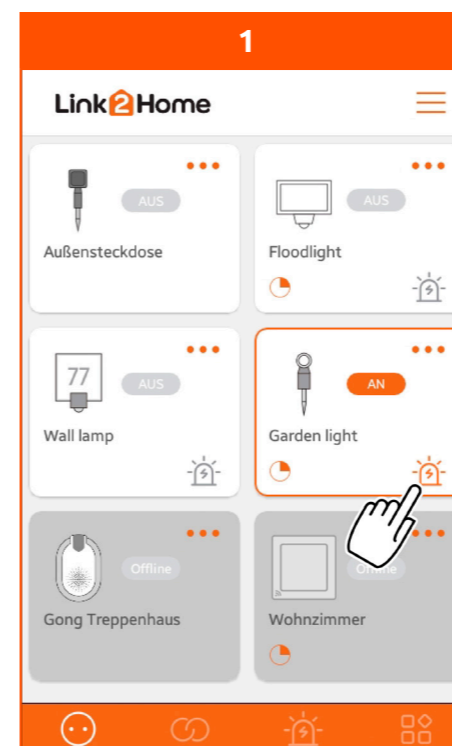 1
Link2Home
AUS
Außensteckdose
AUS
Floodlight
77
AUS
Wall lamp
AN
Garden light
Offline
Gong Treppenhaus
Wohnzimmer